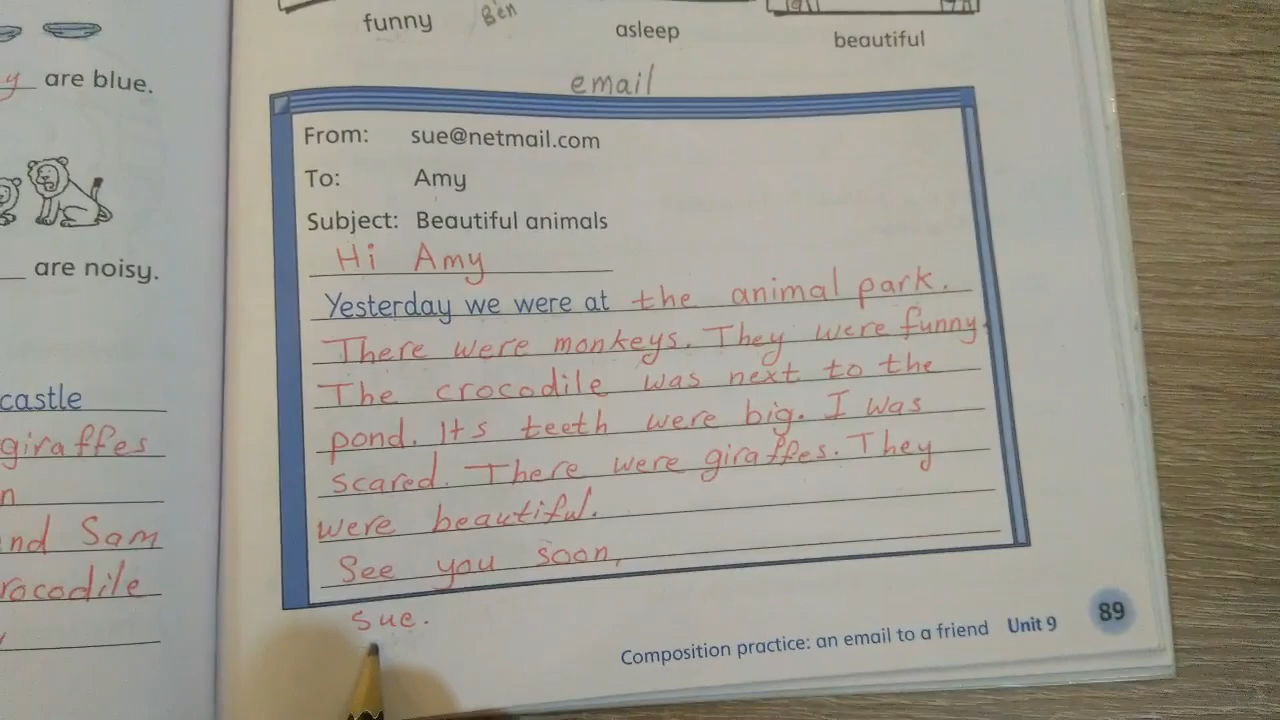 funny
Ben
asleep
beautiful
y are blue.
email
From: sue@netmail.com
To: Amy
Subject: Beautiful animals
are noisy.
Hi Amy
Yesterday we were at the animal park.
There were monkeys. They were funny.
The crocodile was next to the
pond. Its teeth were big. I was
scared. There were giraffes. They
were beautiful.
See you soon,
Sue.
castle
giraffes
n
nd Sam
rocodile
Composition practice: an email to a friend Unit 9 89